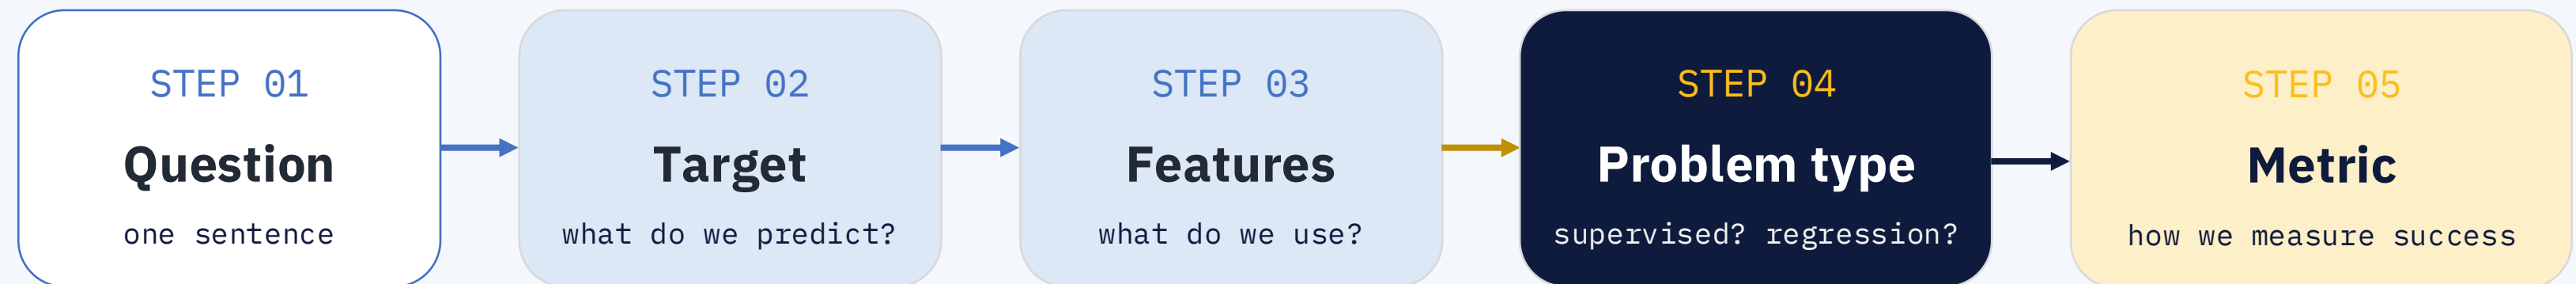 STEP 01
Question
one sentence
STEP 02
Target
what do we predict?
STEP 03
Features
what do we use?
STEP 04
Problem type
supervised? regression?
STEP 05
Metric
how we measure success